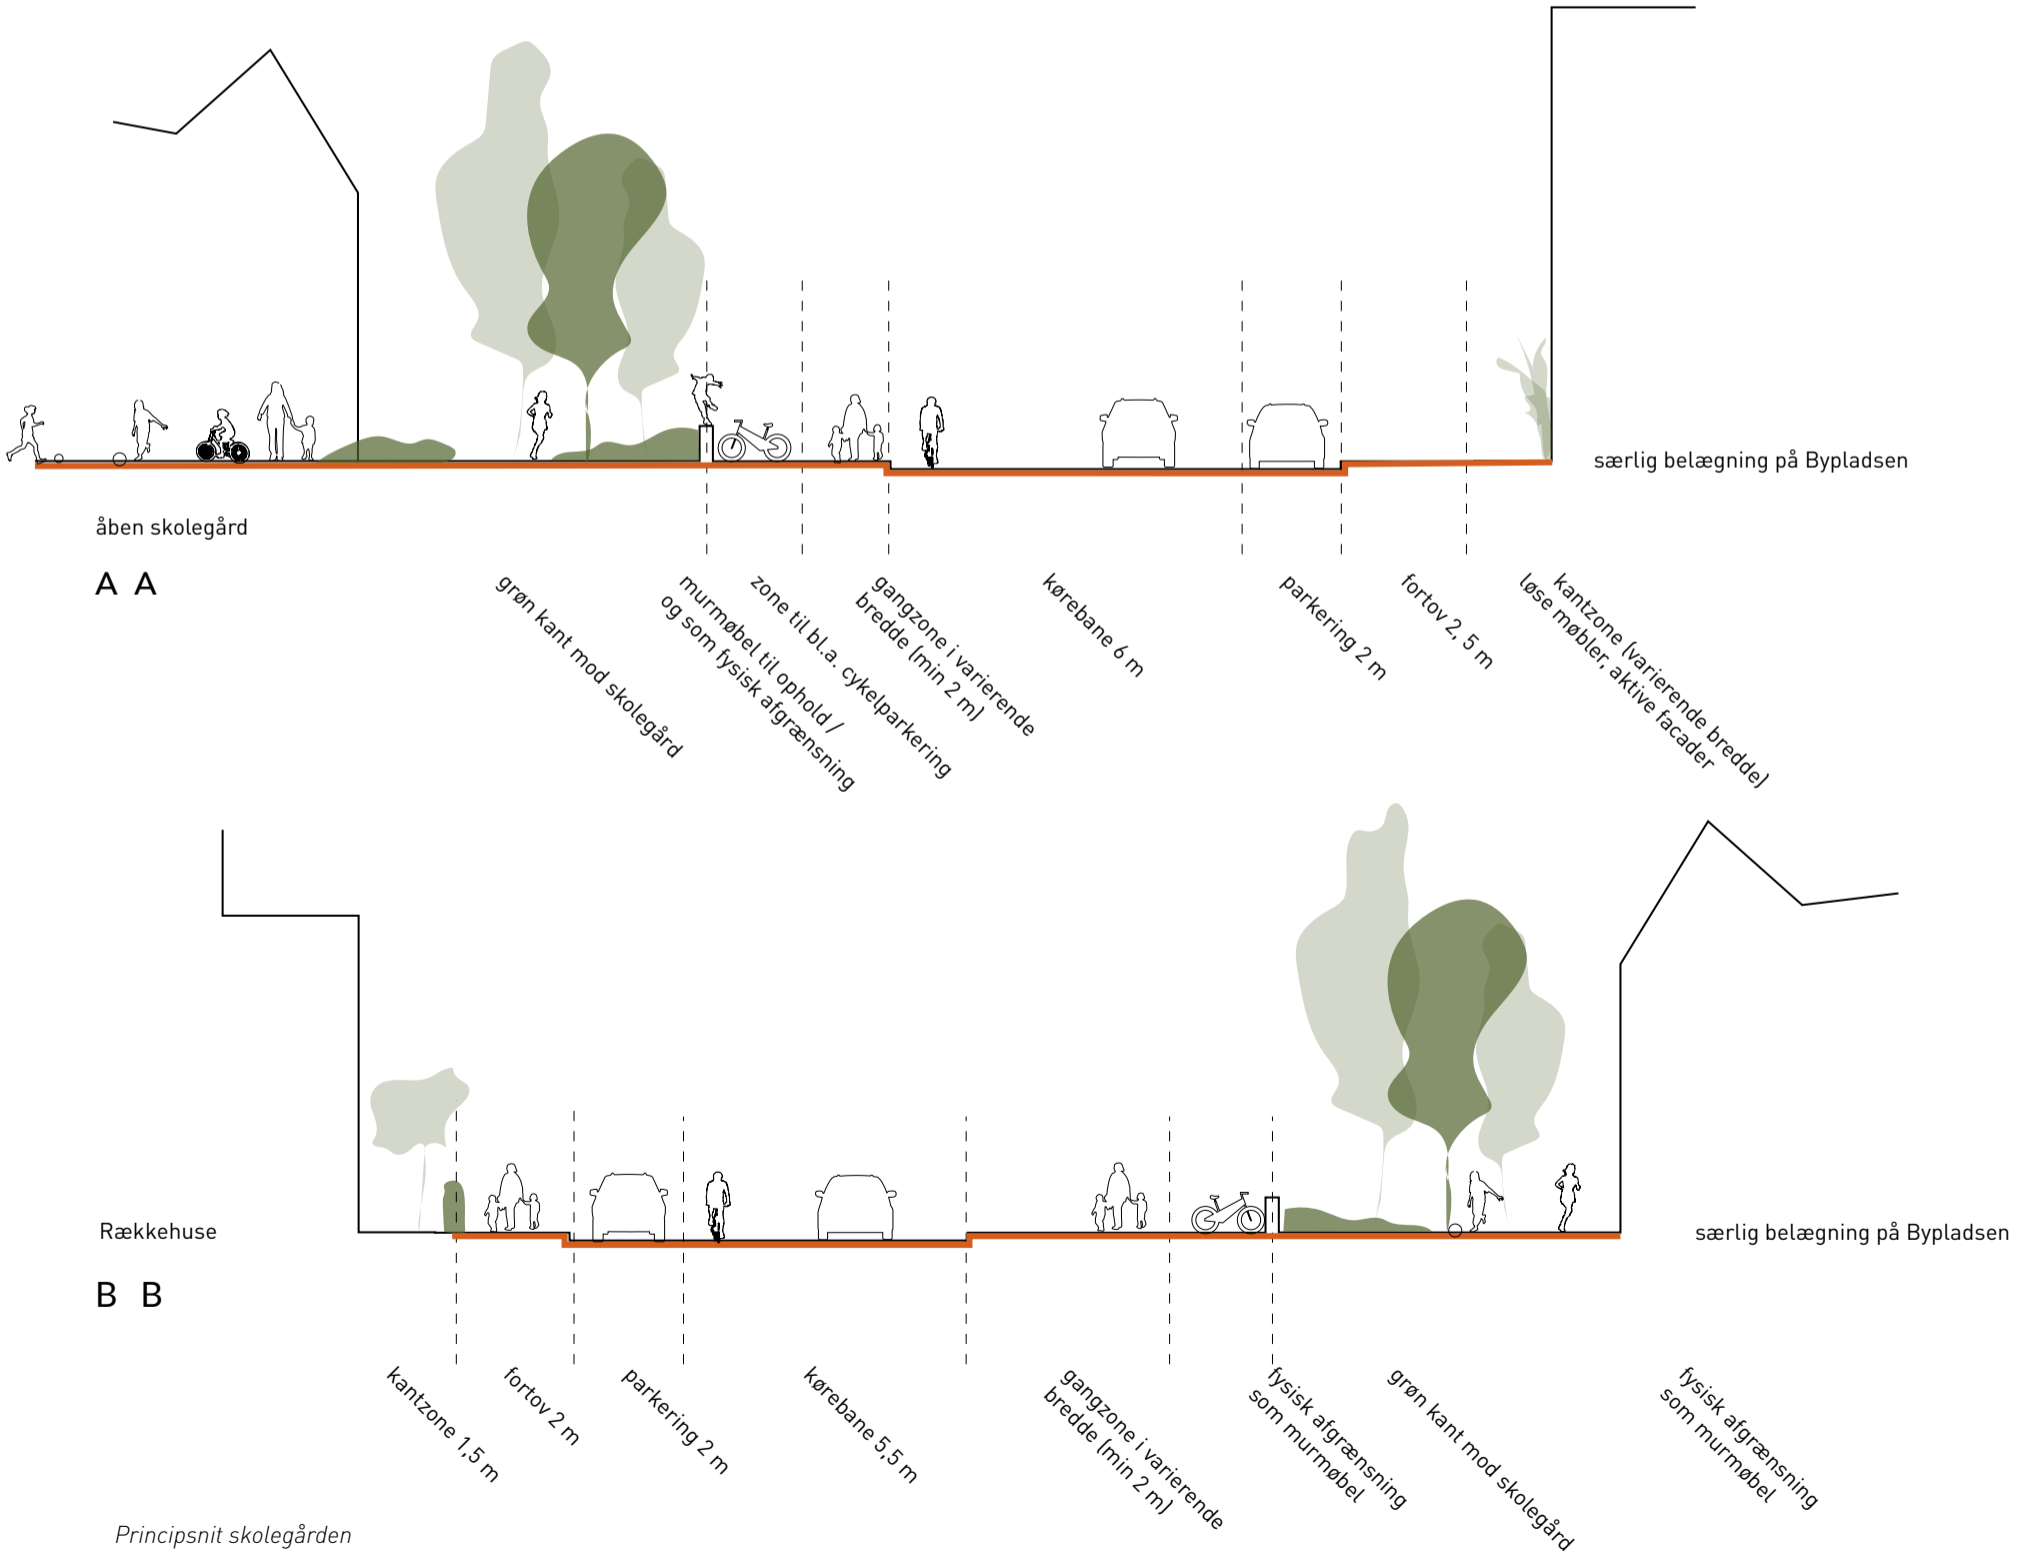 særlig belægning på Bypladsen
åben skolegård
A A
grøn kant mod skolegård
murmøbel til ophold/
og som fysisk afgrænsning
zone til bl.a. cykelparkering
gangzone i varierende
bredde (min 2 m)
kørebane 6 m
parkering 2 m
fortov 2, 5 m
kantzone (varierende bredde)
løse møbler, aktive facader
Rækkehuse
særlig belægning på Bypladsen
B B
kantzone 1,5 m
fortov 2 m
parkering 2 m
kørebane 5,5 m
gangzone i varierende
bredde (min 2 m)
fysisk afgrænsning
som murmøbel
grøn kant mod skolegård
fysisk afgrænsning
som murmøbel
Principsnit skolegården